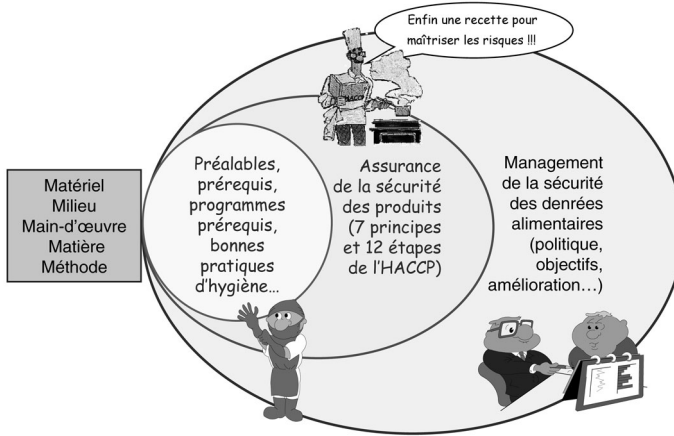 Enfin une recette pour
maîtriser les risques !!!
HACCP
Matériel
Milieu
Main-d'œuvre
Matière
Méthode
Préalables,
prérequis,
programmes
prérequis,
bonnes
pratiques
d'hygiène…
Assurance
de la sécurité
des produits
(7 principes
et 12 étapes
de l'HACCP)
Management
de la sécurité
des denrées
alimentaires
(politique,
objectifs,
amélioration…)